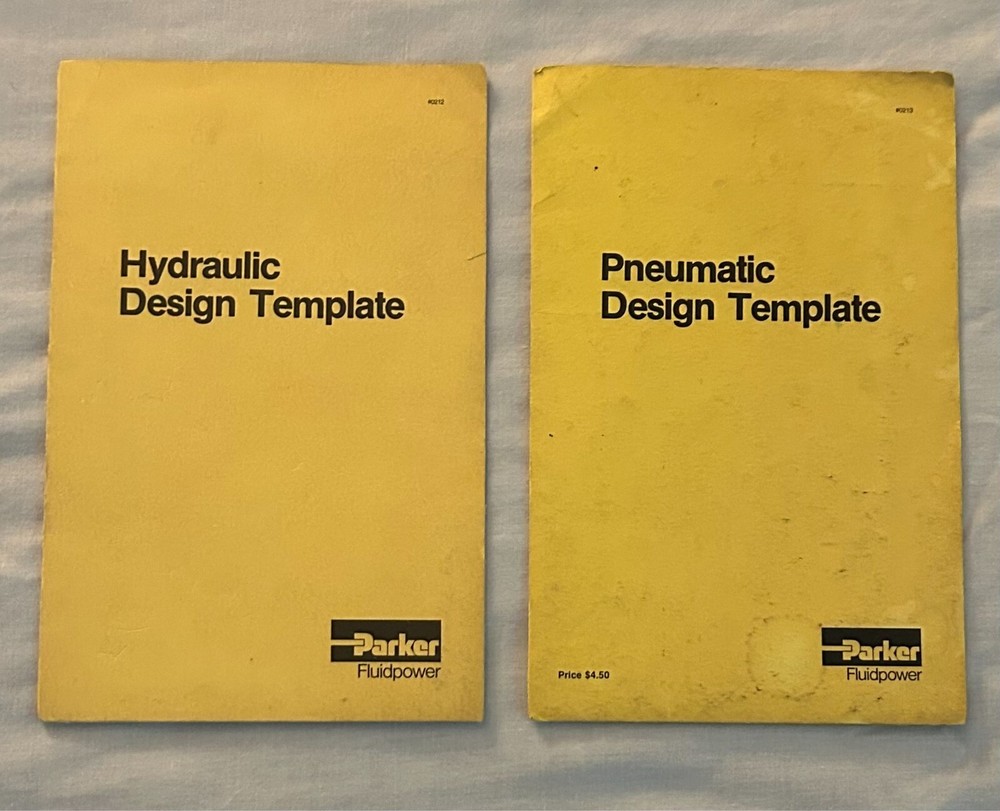 #0212
Hydraulic
Design Template
Parker
Fluidpower
#0213
Pneumatic
Design Template
Price $4.50
Parker
Fluidpower